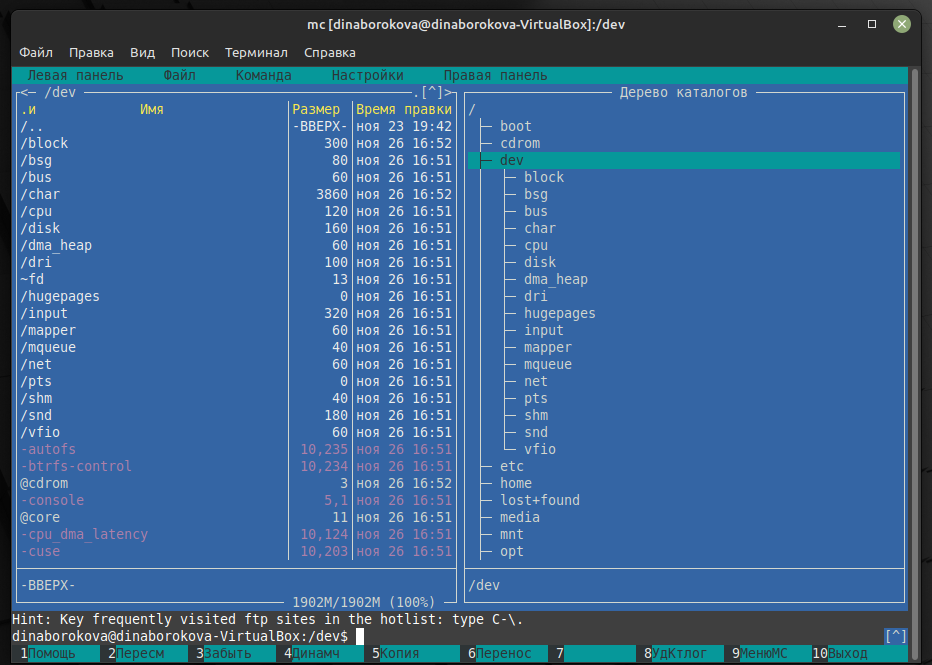 mc [dinaborokova@dinaborokova-VirtualBox]:/dev
Файл Правка Вид Поиск Терминал Справка
Левая панель Файл Команда Настройки Правая панель
<─ /dev .[^]>
.и Имя Размер Время правки
/.. -ВВЕРХ- ноя 23 19:42
/block 300 ноя 26 16:52
/bsg 80 ноя 26 16:51
/bus 60 ноя 26 16:51
/char 3860 ноя 26 16:52
/cpu 120 ноя 26 16:51
/disk 160 ноя 26 16:51
/dma_heap 60 ноя 26 16:51
/dri 100 ноя 26 16:51
~fd 13 ноя 26 16:51
/hugepages 0 ноя 26 16:51
/input 320 ноя 26 16:51
/mapper 60 ноя 26 16:51
/mqueue 40 ноя 26 16:51
/net 60 ноя 26 16:51
/pts 0 ноя 26 16:51
/shm 40 ноя 26 16:51
/snd 180 ноя 26 16:51
/vfio 60 ноя 26 16:51
-autofs 10,235 ноя 26 16:51
-btrfs-control 10,234 ноя 26 16:51
@cdrom 3 ноя 26 16:52
-console 5,1 ноя 26 16:51
@core 11 ноя 26 16:51
-cpu_dma_latency 10,124 ноя 26 16:51
-cuse 10,203 ноя 26 16:51
-ВВЕРХ-
1902M/1902M (100%)
Дерево каталогов
/
boot
cdrom
dev
block
bsg
bus
char
cpu
disk
dma_heap
dri
hugepages
input
mapper
mqueue
net
pts
shm
snd
vfio
etc
home
lost+found
media
mnt
opt
/dev
Hint: Key frequently visited ftp sites in the hotlist: type C-\.
dinaborokova@dinaborokova-VirtualBox:/dev$ [^]
1Помощь 2Пересм 3Забыть 4Динамч 5Копия 6Перенос 7 8УдКтлог 9МенюMC 10Выход